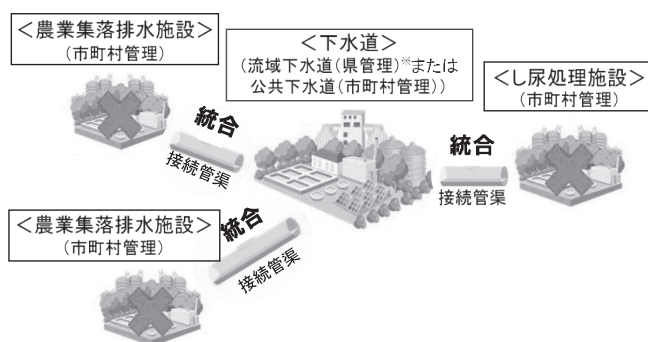 ＜農業集落排水施設＞
(市町村管理)
＜下水道＞
(流域下水道(県管理)※または
公共下水道(市町村管理))
＜し尿処理施設＞
(市町村管理)
統合
接続管渠
統合
接続管渠
＜農業集落排水施設＞
(市町村管理)
統合
接続管渠